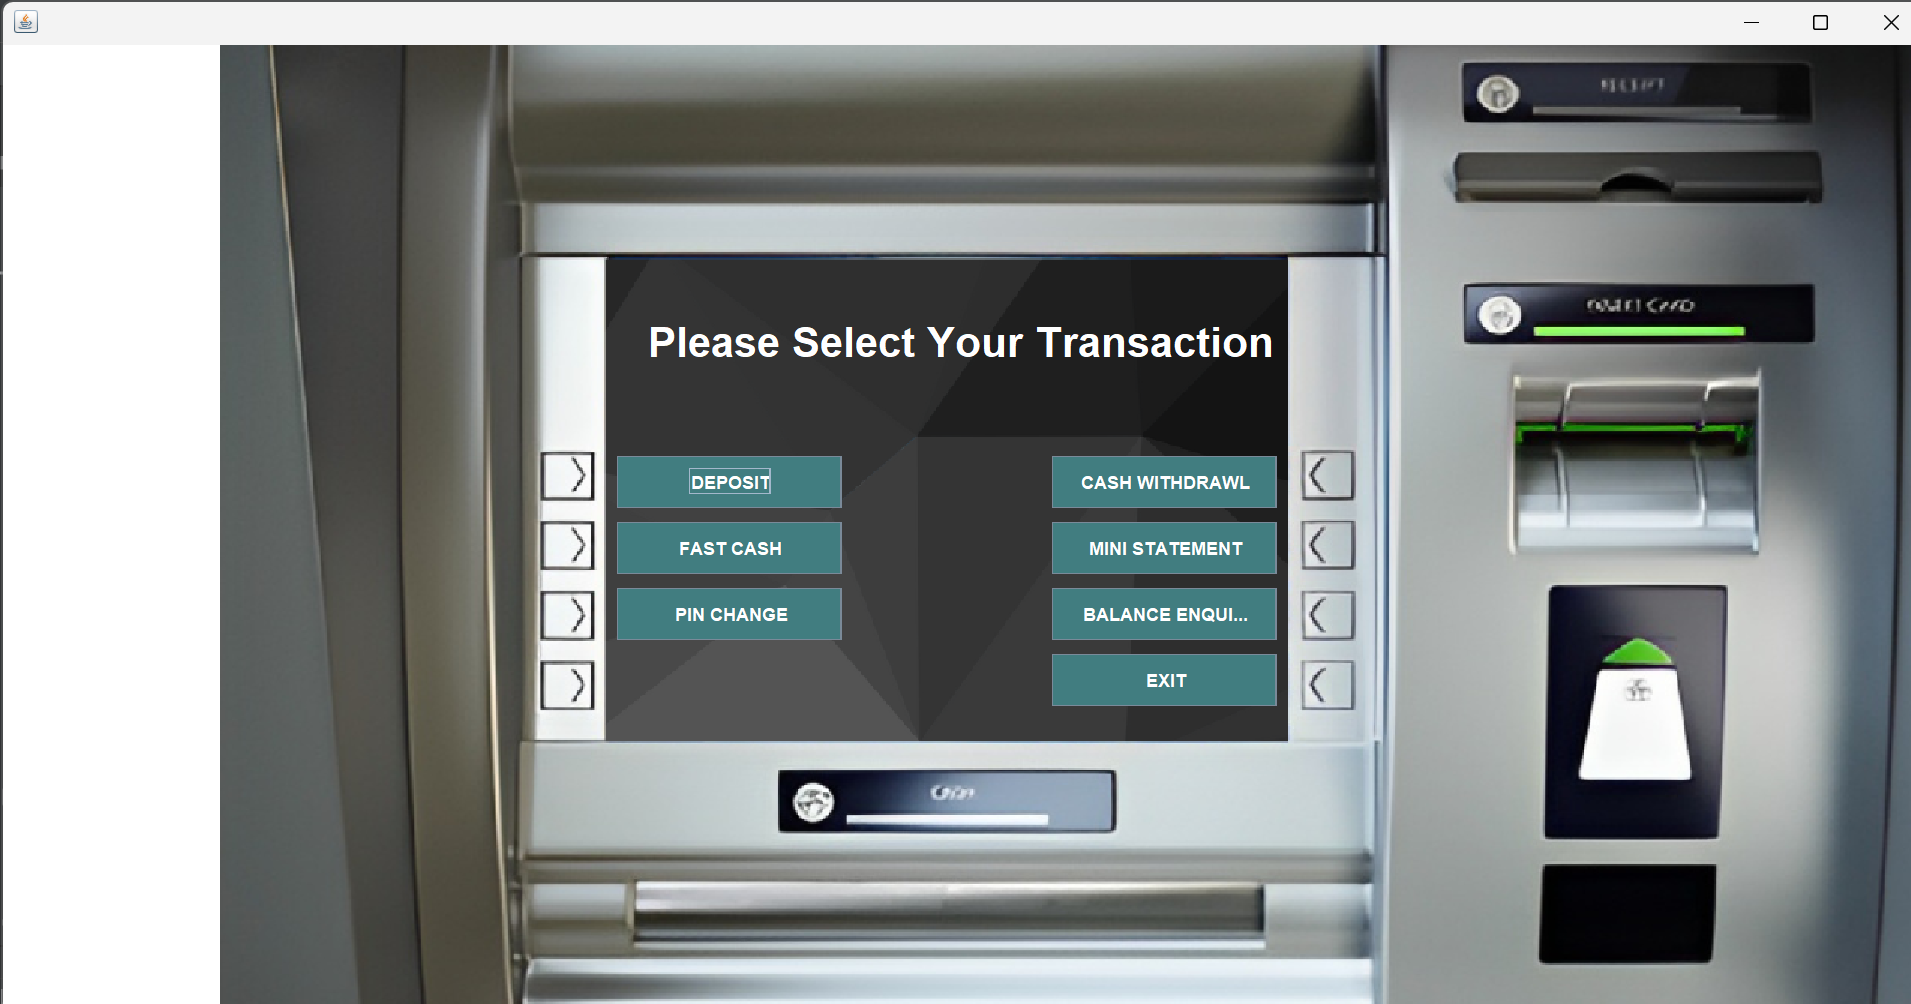 Please Select Your Transaction
DEPOSIT
CASH WITHDRAWL
FAST CASH
MINI STATEMENT
PIN CHANGE
BALANCE ENQUI...
EXIT